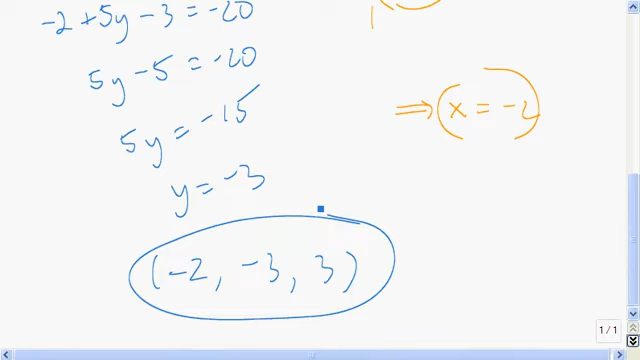 -2 + 5y - 3 = -20
5y - 5 = -20
5y = -15
y = -3
(-2, -3, 3)
⟹ x = -2
1/1